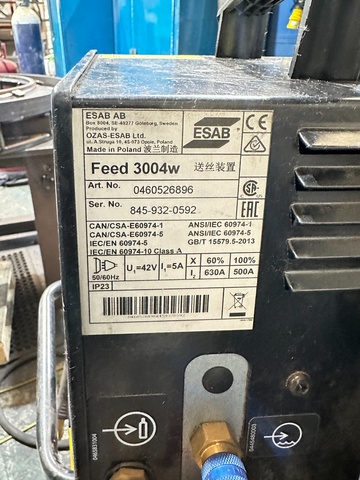 ESAB AB
Box 8004, SE-40277 Göteborg, Sweden
Produced by
OZAS-ESAB Ltd.
ul. A.Struga 10, 45-073 Opole, Poland
Made in Poland 波兰制造
ESAB
Feed 3004w 送丝装置
Art. No. 0460526896
Ser. No. 845-932-0592
CAN/CSA-E60974-1 ANSI/IEC 60974-1
CAN/CSA-E60974-5 ANSI/IEC 60974-5
IEC/EN 60974-5 GB/T 15579.5-2013
IEC/EN 60974-10 Class A
U₁=42V I₁=5A X 60% 100%
50/60Hz I₂ 630A 500A
IP23
SA
EAC